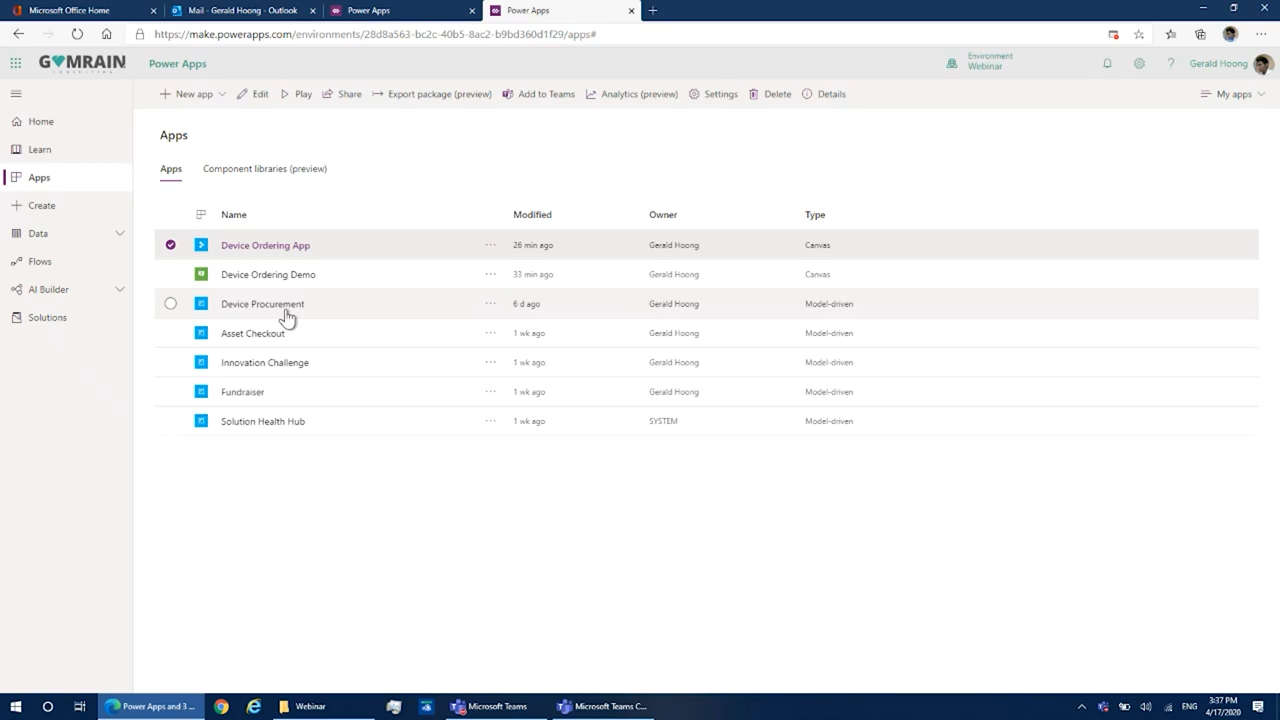 Microsoft Office Home
Mail - Gerald Hoong - Outlook
Power Apps
Power Apps
https://make.powerapps.com/environments/28d8a563-bc2c-40b5-8ac2-b9bd360d1f29/apps#
Power Apps
Environment
Webinar
Gerald Hoong
New app
Edit
Play
Share
Export package (preview)
Add to Teams
Analytics (preview)
Settings
Delete
Details
My apps
Home
Learn
Apps
Create
Data
Flows
AI Builder
Solutions
Apps
Apps Component libraries (preview)
Name Modified Owner Type
Device Ordering App ... 26 min ago Gerald Hoong Canvas
Device Ordering Demo ... 33 min ago Gerald Hoong Canvas
Device Procurement ... 6 d ago Gerald Hoong Model-driven
Asset Checkout ... 1 wk ago Gerald Hoong Model-driven
Innovation Challenge ... 1 wk ago Gerald Hoong Model-driven
Fundraiser ... 1 wk ago Gerald Hoong Model-driven
Solution Health Hub ... 1 wk ago SYSTEM Model-driven
Power Apps and 3 ...
Webinar
Microsoft Teams
Microsoft Teams C...
ENG
3:37 PM
4/17/2020